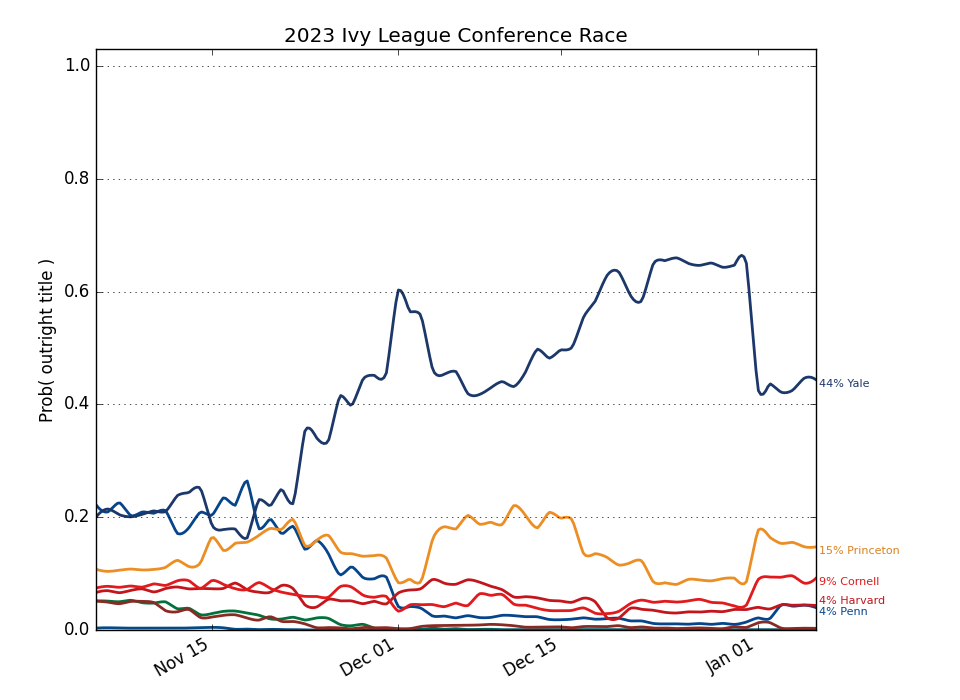 2023 Ivy League Conference Race
Prob( outright title )
1.0
0.8
0.6
0.4
0.2
0.0
Nov 15
Dec 01
Dec 15
Jan 01
44% Yale
15% Princeton
9% Cornell
4% Harvard
4% Penn